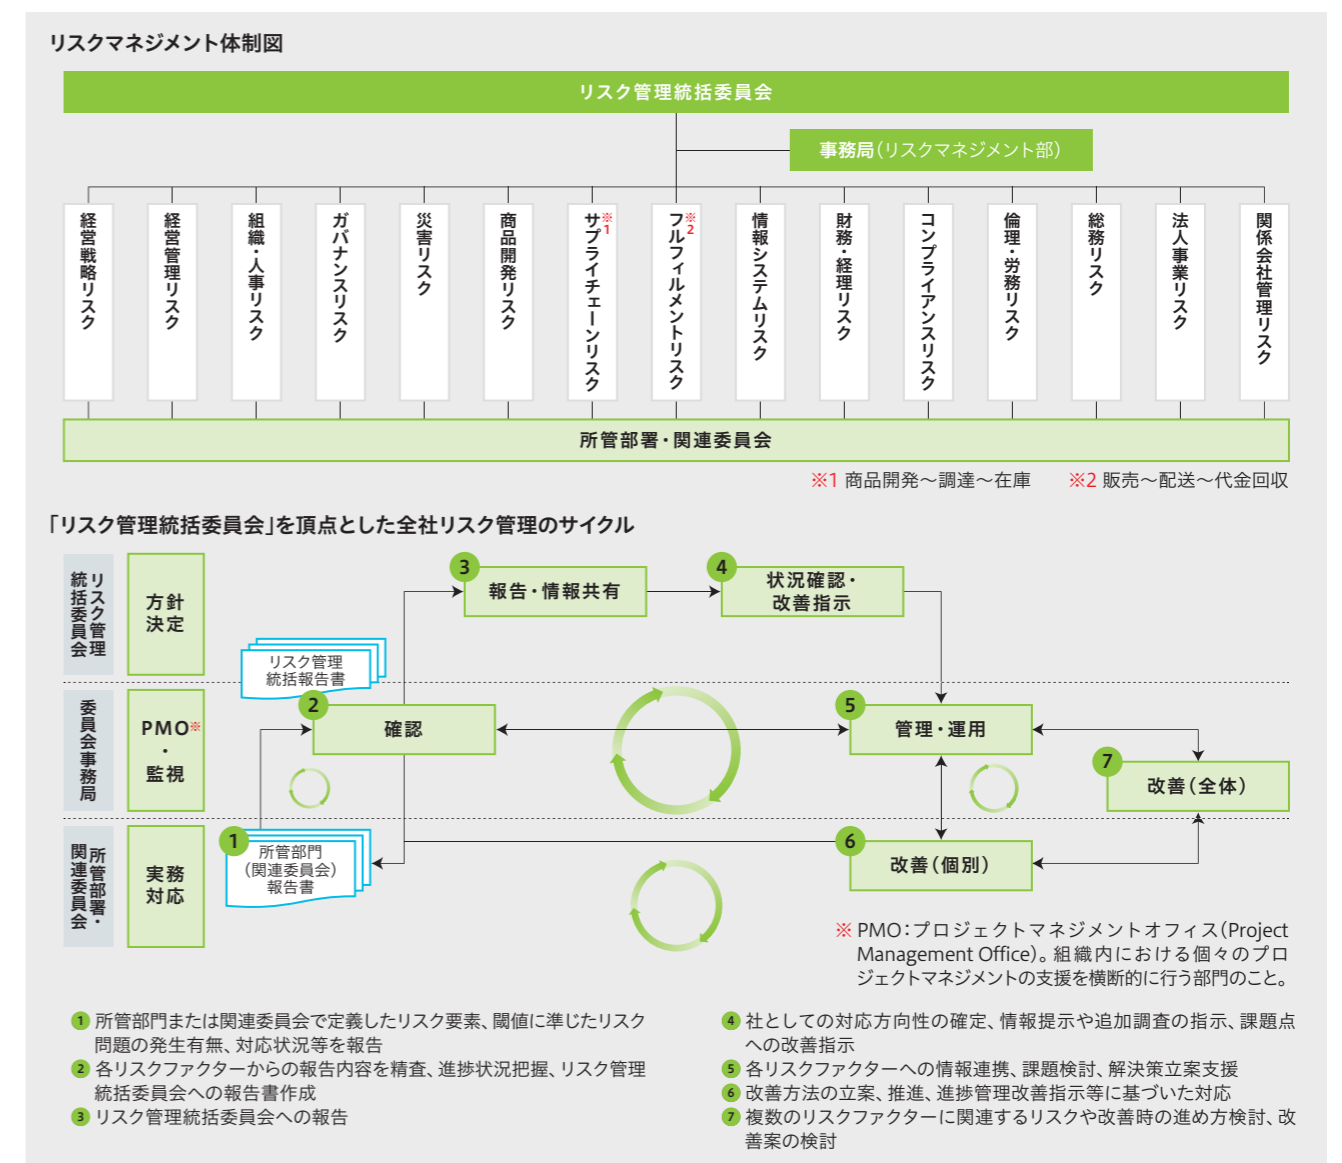 リスクマネジメント体制図
リスク管理統括委員会
事務局（リスクマネジメント部）
経営戦略リスク
経営管理リスク
組織・人事リスク
ガバナンスリスク
災害リスク
商品開発リスク
サプライチェーンリスク※1
フルフィルメントリスク※2
情報システムリスク
財務・経理リスク
コンプライアンスリスク
倫理・労務リスク
総務リスク
法人事業リスク
関係会社管理リスク
所管部署・関連委員会
※1 商品開発～調達～在庫
※2 販売～配送～代金回収
「リスク管理統括委員会」を頂点とした全社リスク管理のサイクル
リスク管理
統括委員会
方針
決定
3
報告・情報共有
4
状況確認・
改善指示
リスク管理
統括報告書
委員会事務局
PMO※
・
監視
2
確認
5
管理・運用
7
改善（全体）
所管部署・
関連委員会
実務
対応
1
所管部門
（関連委員会）
報告書
6
改善（個別）
※ PMO：プロジェクトマネジメントオフィス（Project
Management Office）。組織内における個々のプロ
ジェクトマネジメントの支援を横断的に行う部門のこと。
1 所管部門または関連委員会で定義したリスク要素、閾値に準じたリスク
問題の発生有無、対応状況等を報告
2 各リスクファクターからの報告内容を精査、進捗状況把握、リスク管理
統括委員会への報告書作成
3 リスク管理統括委員会への報告
4 社としての対応方向性の確定、情報提示や追加調査の指示、課題点
への改善指示
5 各リスクファクターへの情報連携、課題検討、解決策立案支援
6 改善方法の立案、推進、進捗管理改善指示等に基づいた対応
7 複数のリスクファクターに関連するリスクや改善時の進め方検討、改
善案の検討